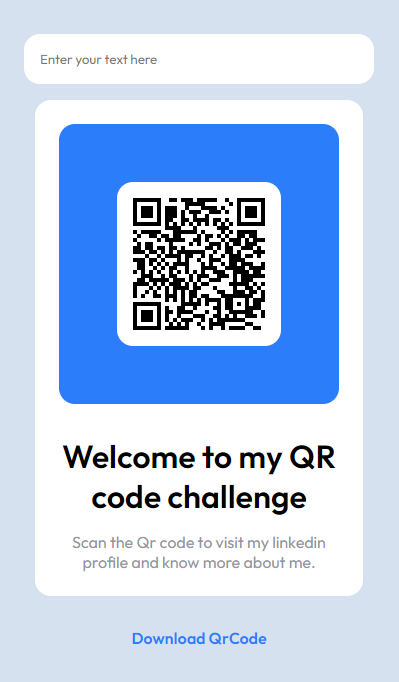 Enter your text here
Welcome to my QR
code challenge
Scan the Qr code to visit my linkedin
profile and know more about me.
Download QrCode